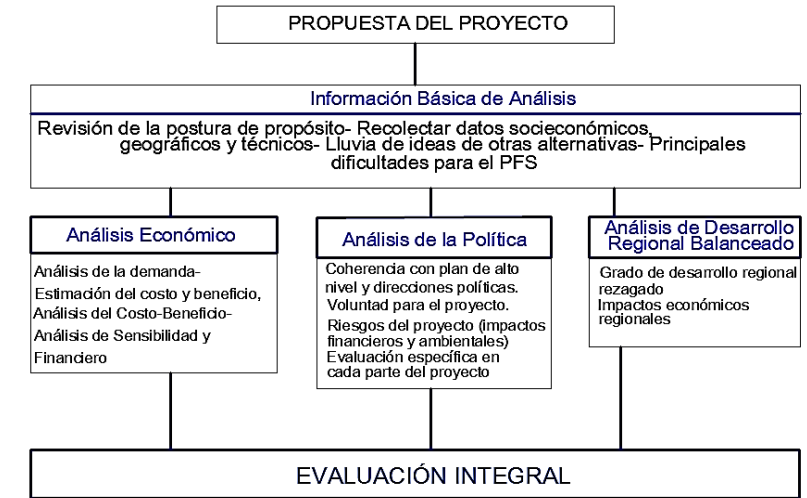 PROPUESTA DEL PROYECTO
Información Básica de Análisis
Revisión de la postura de propósito- Recolectar datos socieconómicos,
geográficos y técnicos- Lluvia de ideas de otras alternativas- Principales
dificultades para el PFS
Análisis Económico
Análisis de la demanda-
Estimación del costo y beneficio,
Análisis del Costo-Beneficio-
Análisis de Sensibilidad y
Financiero
Análisis de la Política
Coherencia con plan de alto
nivel y direcciones políticas.
Voluntad para el proyecto.
Riesgos del proyecto (impactos
financieros y ambientales)
Evaluación específica en
cada parte del proyecto
Análisis de Desarrollo
Regional Balanceado
Grado de desarrollo regional
rezagado
Impactos económicos
regionales
EVALUACIÓN INTEGRAL